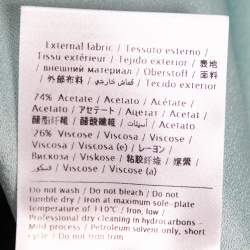 External fabric / Tessuto esterno /
Tissu extérieur / Tejido exterior / 表地
/ внешний материал / Oberstoff / 面料
/ 外部布料 / قماش خارجي / Tecido exterior
74% Acetate / Acetato / Acétate /
Acetato / アセテート / Ацетат / Acetat /
醋酸纤维 / 醋酸纖維 / أسيتات / Acetato
26% Viscose / Viscosa / Viscose /
Viscosa / Viscosa (e) / レーヨン /
Вискоза / Viskose / 粘胶纤维 / 嫘縈 /
فسكوز / Viscose / Viscosa (a)
Do not wash / Do not bleach / Do not
tumble dry / Iron at maximum sole-plate
temperature of 110°C / Iron, low /
Professional dry cleaning in hydrocarbons -
Mild process / Petroleum solvent only, short
cycle / Do not iron trim